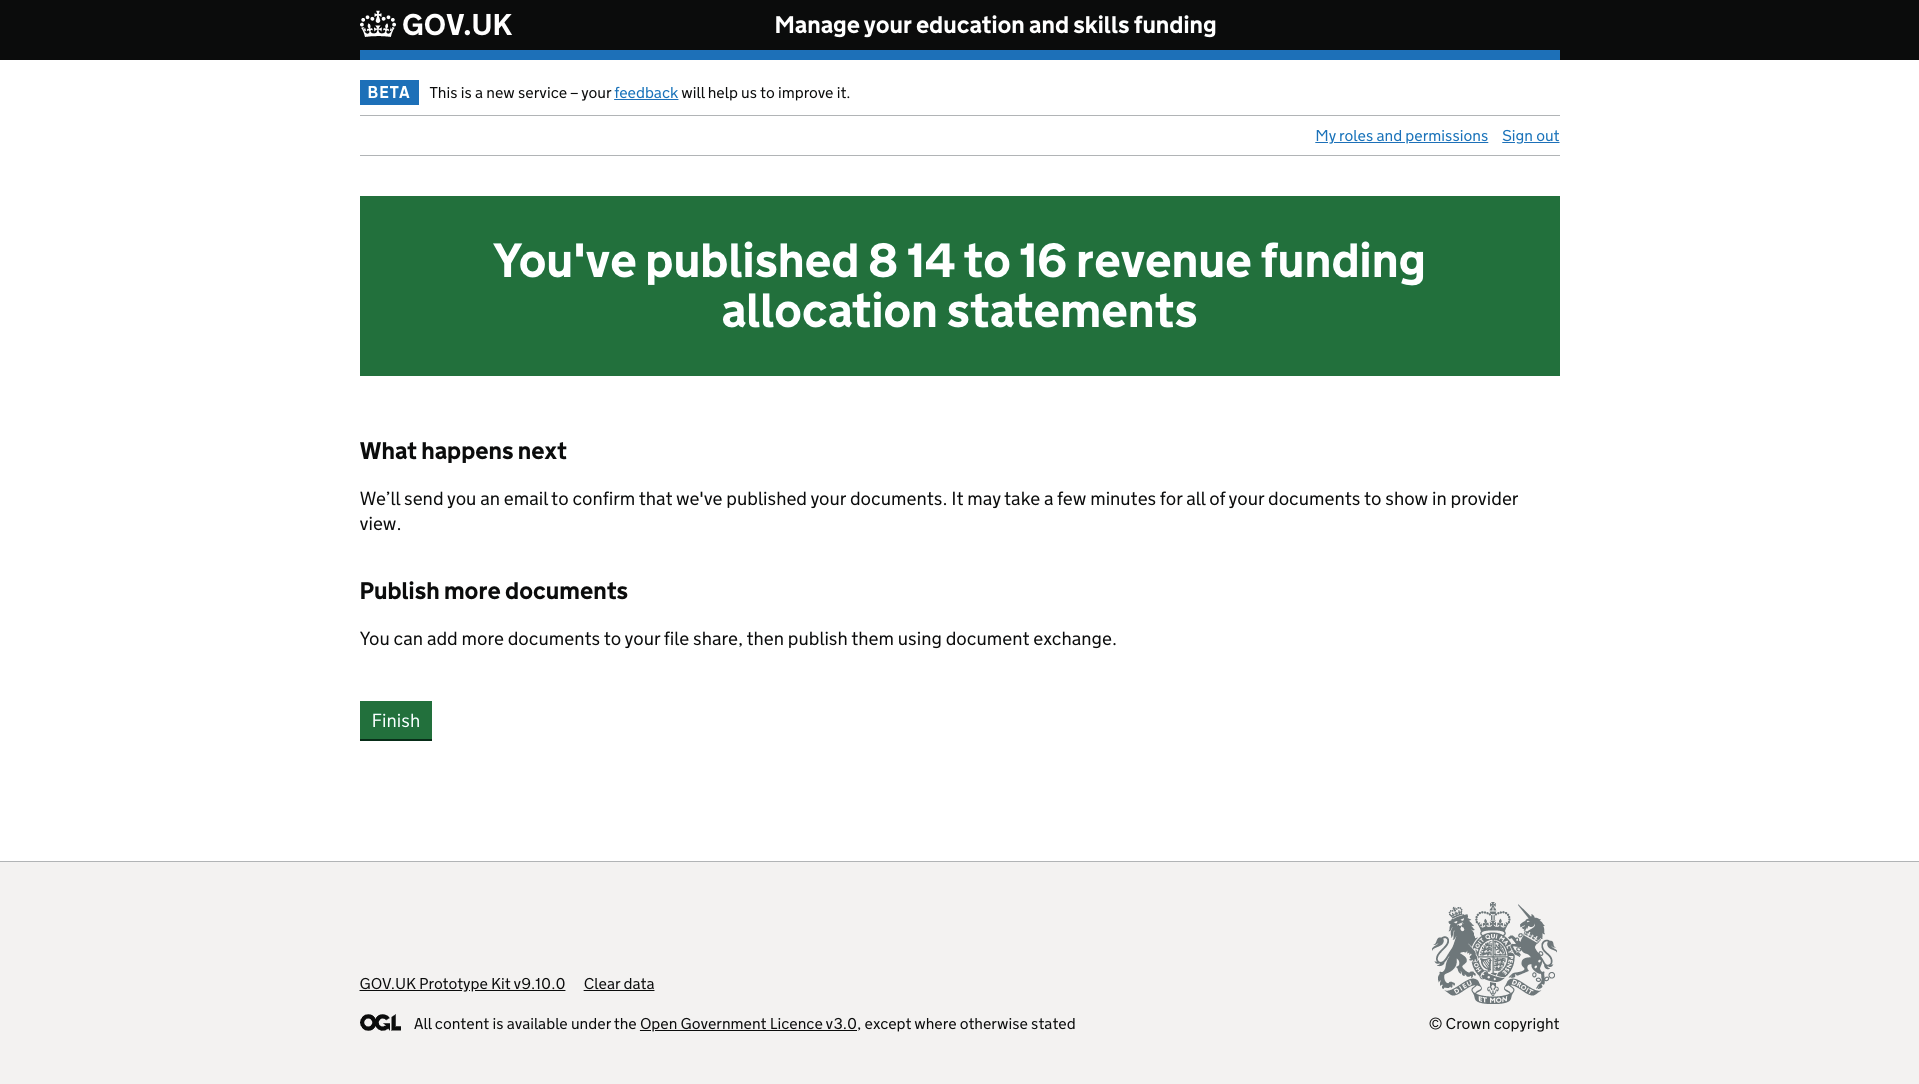 GOV.UK Manage your education and skills funding
BETA This is a new service – your feedback will help us to improve it.
My roles and permissions Sign out
You've published 8 14 to 16 revenue funding
allocation statements
What happens next
We’ll send you an email to confirm that we've published your documents. It may take a few minutes for all of your documents to show in provider
view.
Publish more documents
You can add more documents to your file share, then publish them using document exchange.
Finish
GOV.UK Prototype Kit v9.10.0 Clear data
DIEU ET MON DROIT
OGL All content is available under the Open Government Licence v3.0, except where otherwise stated
© Crown copyright